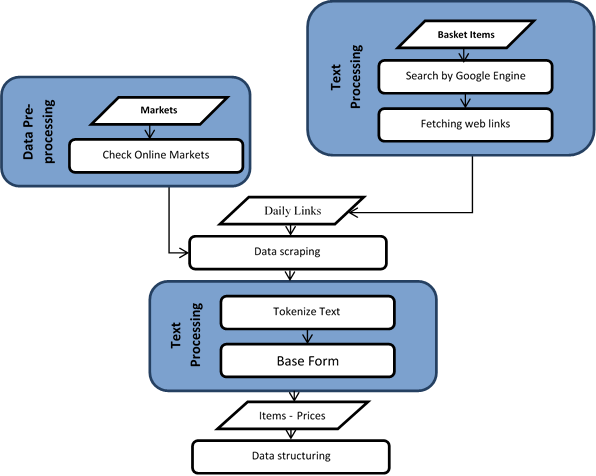 Basket Items
Text
Processing
Search by Google Engine
Fetching web links
Data Pre-
processing
Markets
Check Online Markets
Daily Links
Data scraping
Text
Processing
Tokenize Text
Base Form
Items - Prices
Data structuring